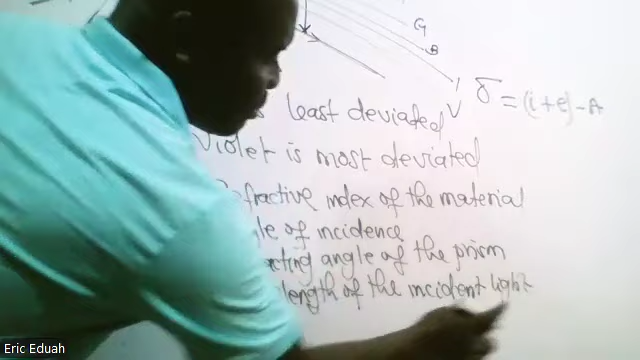 G
B
V
δ = (i + e) - A
least deviated
Violet is most deviated
refractive index of the material
of incidence
angle of the prism
length of the incident light
Eric Eduah